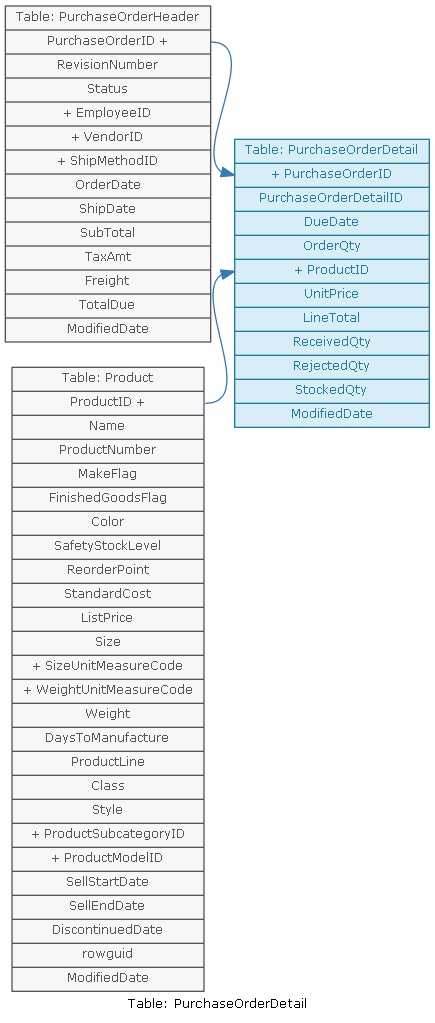 Table: PurchaseOrderHeader
PurchaseOrderID +
RevisionNumber
Status
+ EmployeeID
+ VendorID
+ ShipMethodID
OrderDate
ShipDate
SubTotal
TaxAmt
Freight
TotalDue
ModifiedDate
Table: PurchaseOrderDetail
+ PurchaseOrderID
PurchaseOrderDetailID
DueDate
OrderQty
+ ProductID
UnitPrice
LineTotal
ReceivedQty
RejectedQty
StockedQty
ModifiedDate
Table: Product
ProductID +
Name
ProductNumber
MakeFlag
FinishedGoodsFlag
Color
SafetyStockLevel
ReorderPoint
StandardCost
ListPrice
Size
+ SizeUnitMeasureCode
+ WeightUnitMeasureCode
Weight
DaysToManufacture
ProductLine
Class
Style
+ ProductSubcategoryID
+ ProductModelID
SellStartDate
SellEndDate
DiscontinuedDate
rowguid
ModifiedDate
Table: PurchaseOrderDetail